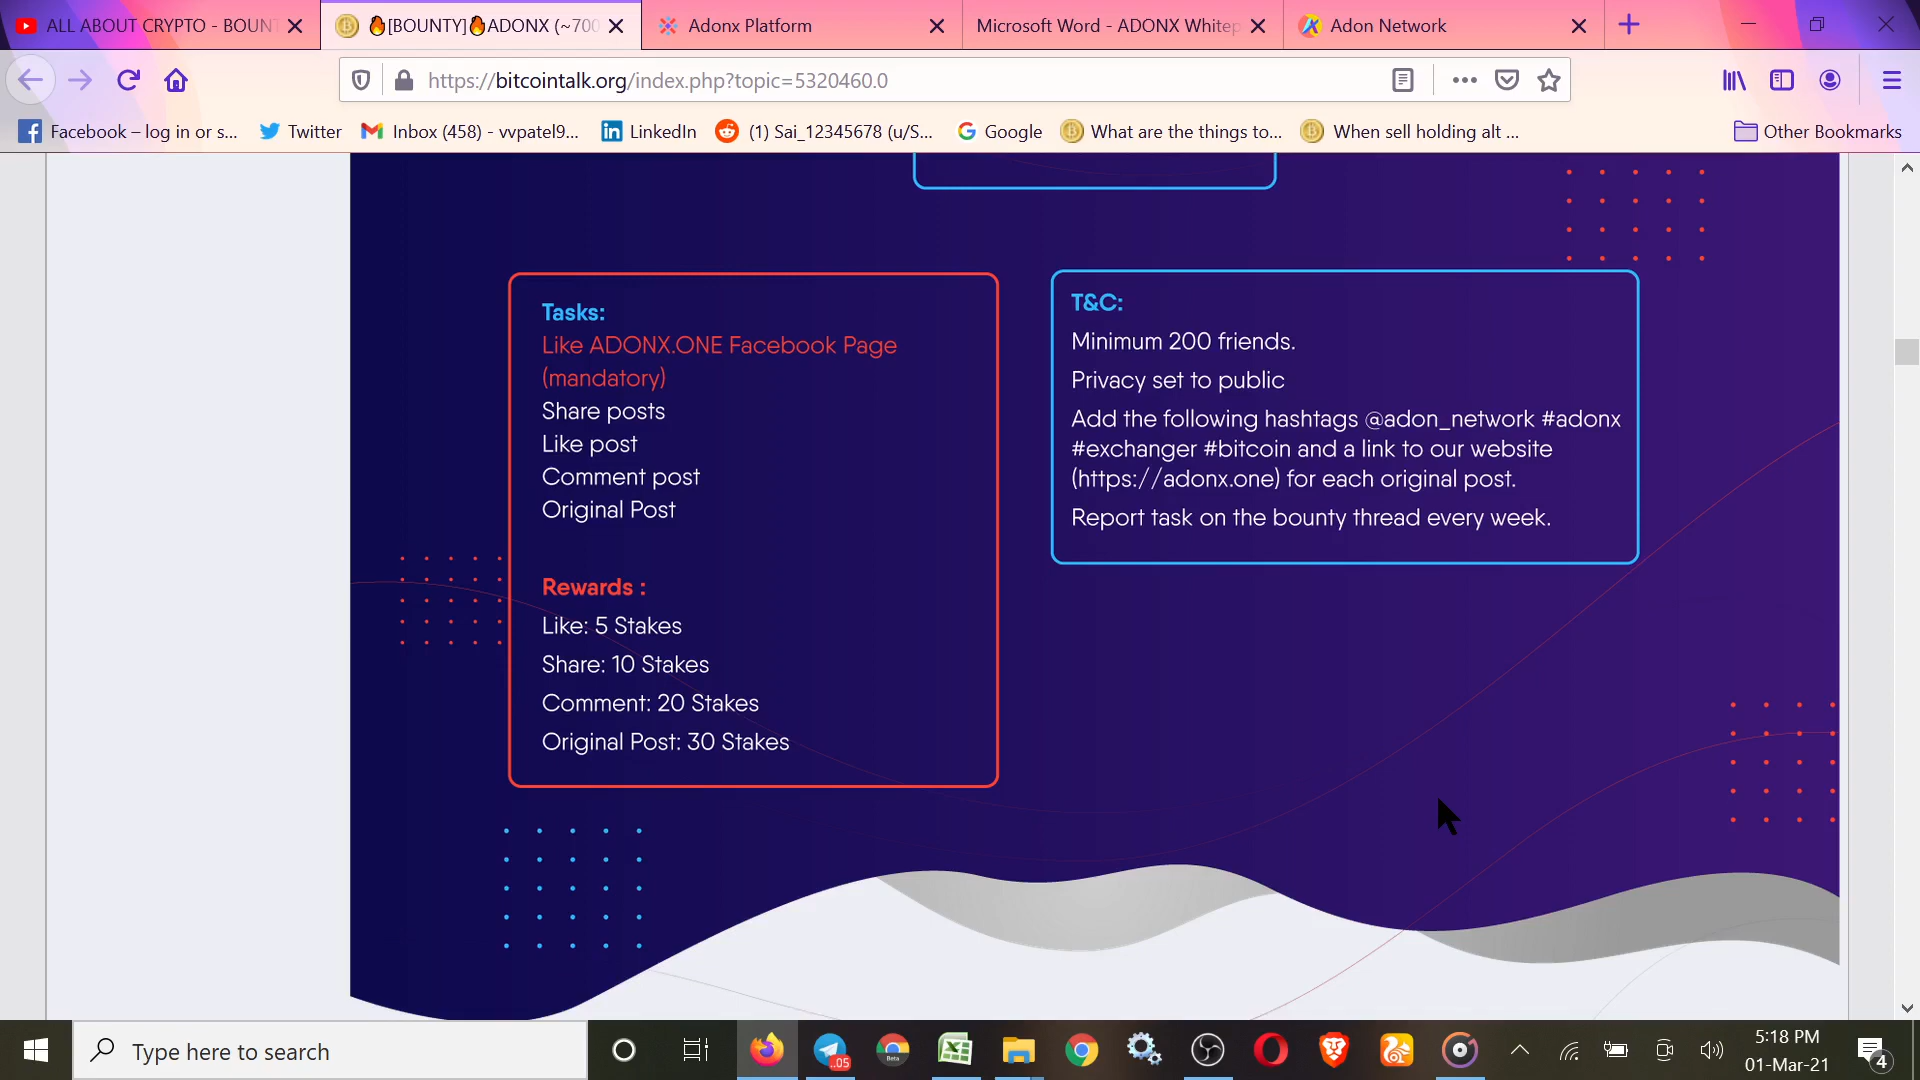 ALL ABOUT CRYPTO - BOUNT
[BOUNTY]🔥ADONX (~700
Adonx Platform
Microsoft Word - ADONX Whitep
Adon Network
https://bitcointalk.org/index.php?topic=5320460.0
Facebook – log in or s...
Twitter
Inbox (458) - vvpatel9...
LinkedIn
(1) Sai_12345678 (u/S...
Google
What are the things to...
When sell holding alt ...
Other Bookmarks
Tasks:
Like ADONX.ONE Facebook Page
(mandatory)
Share posts
Like post
Comment post
Original Post
Rewards :
Like: 5 Stakes
Share: 10 Stakes
Comment: 20 Stakes
Original Post: 30 Stakes
T&C:
Minimum 200 friends.
Privacy set to public
Add the following hashtags @adon_network #adonx
#exchanger #bitcoin and a link to our website
(https://adonx.one) for each original post.
Report task on the bounty thread every week.
Type here to search
..05
Beta
5:18 PM
01-Mar-21
4